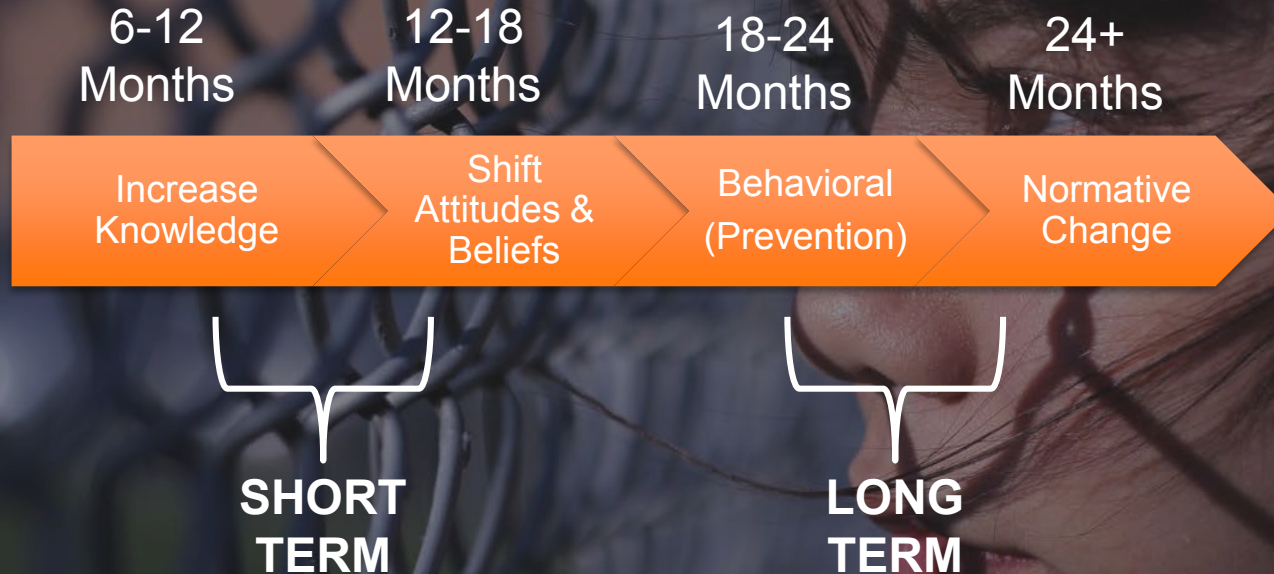 6-12
Months
12-18
Months
18-24
Months
24+
Months
Increase
Knowledge
Shift
Attitudes &
Beliefs
Behavioral
(Prevention)
Normative
Change
SHORT
TERM
LONG
TERM